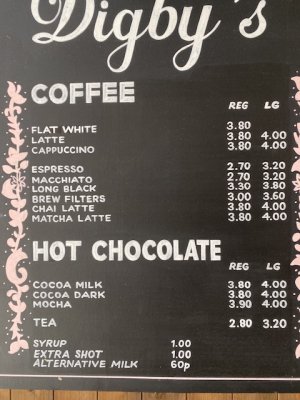 Digby's
COFFEE
REG LG
FLAT WHITE 3.80
LATTE 3.80 4.00
CAPPUCCINO 3.80 4.00
ESPRESSO 2.70 3.20
MACCHIATO 2.70 3.20
LONG BLACK 3.30 3.80
BREW FILTERS 3.00 3.60
CHAI LATTE 3.80 4.00
MATCHA LATTE 3.80 4.00
HOT CHOCOLATE
REG LG
COCOA MILK 3.80 4.00
COCOA DARK 3.80 4.00
MOCHA 3.90 4.00
TEA 2.80 3.20
SYRUP 1.00
EXTRA SHOT 1.00
ALTERNATIVE MILK 60p